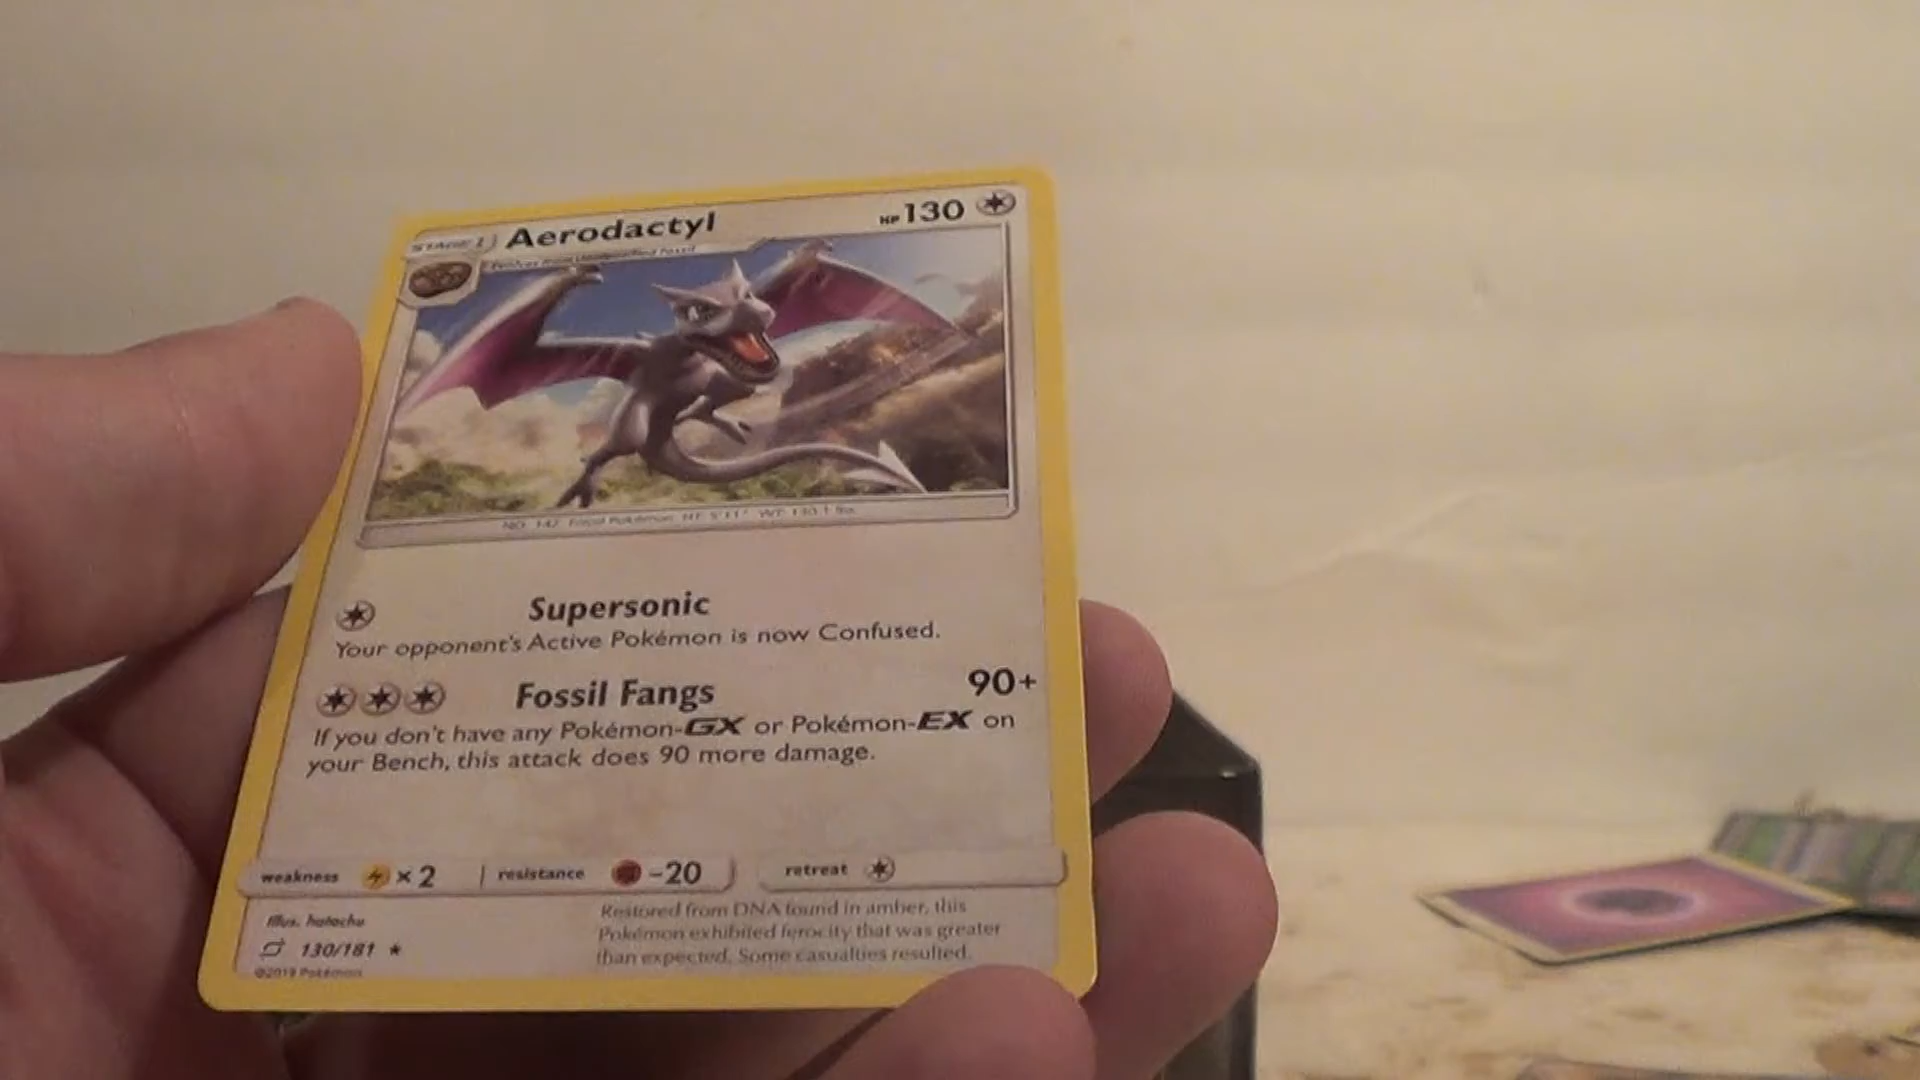 STAGE 1 Aerodactyl HP 130
Evolves from Unidentified Fossil
NO. 142 Fossil Pokémon HT: 5'11" WT: 130.1 lbs.
Supersonic
Your opponent's Active Pokémon is now Confused.
Fossil Fangs 90+
If you don't have any Pokémon-GX or Pokémon-EX on
your Bench, this attack does 90 more damage.
weakness ×2 resistance -20 retreat
Illus. hatachu
130/181
©2019 Pokémon
Restored from DNA found in amber, this
Pokémon exhibited ferocity that was greater
than expected. Some casualties resulted.